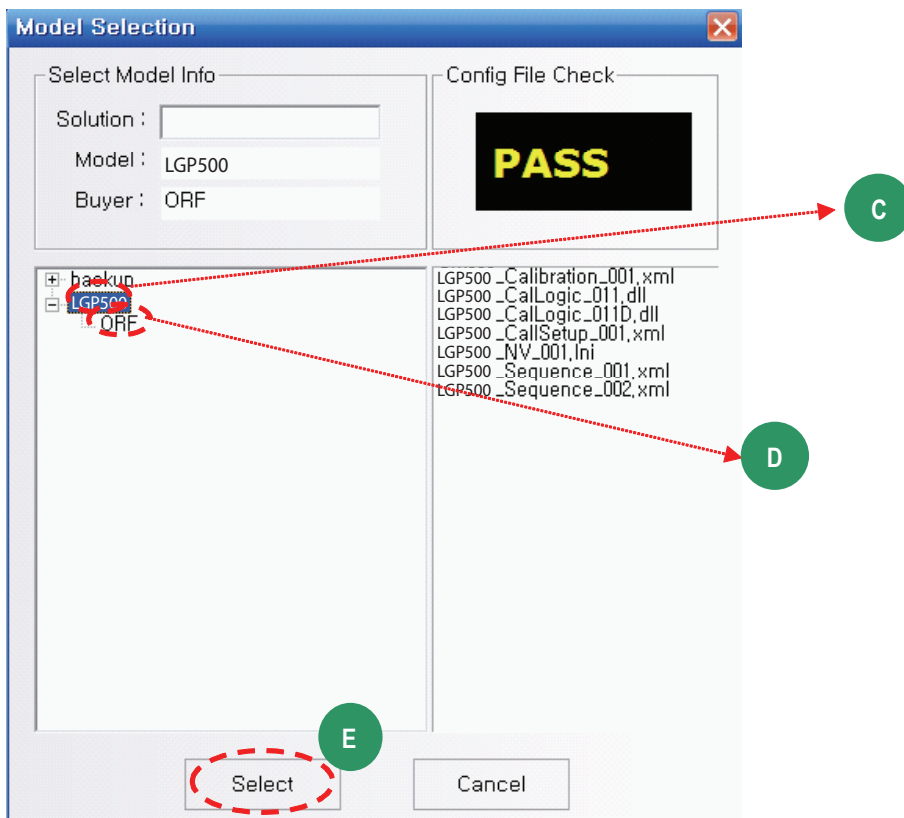 Model Selection
Select Model Info
Solution :
Model : LGP500
Buyer : ORF
Config File Check
PASS
C
backup
LGP500
ORF
LGP500 _Calibration_001,xml
LGP500 _CalLogic_011,dll
LGP500 _CalLogic_011D,dll
LGP500 _CallSetup_001,xml
LGP500 _NV_001,Ini
LGP500 _Sequence_001,xml
LGP500 _Sequence_002,xml
D
E
Select
Cancel